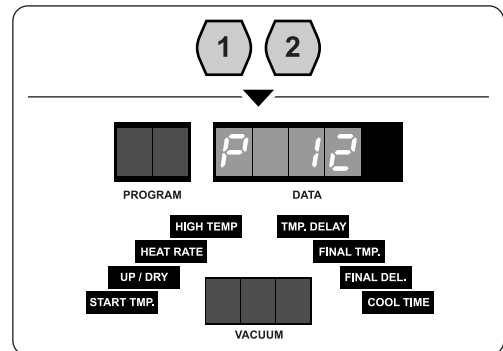 1 2
P 12
PROGRAM DATA
HIGH TEMP TMP. DELAY
HEAT RATE FINAL TMP.
UP / DRY FINAL DEL.
START TMP. COOL TIME
VACUUM